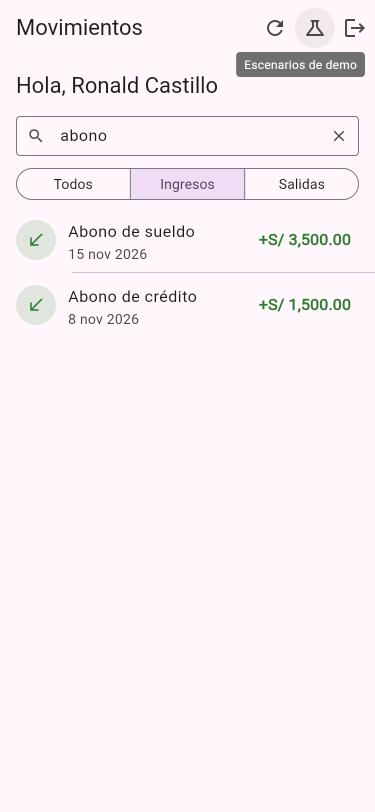 Movimientos
Escenarios de demo
Hola, Ronald Castillo
abono
Todos
Ingresos
Salidas
Abono de sueldo
+S/ 3,500.00
15 nov 2026
Abono de crédito
+S/ 1,500.00
8 nov 2026